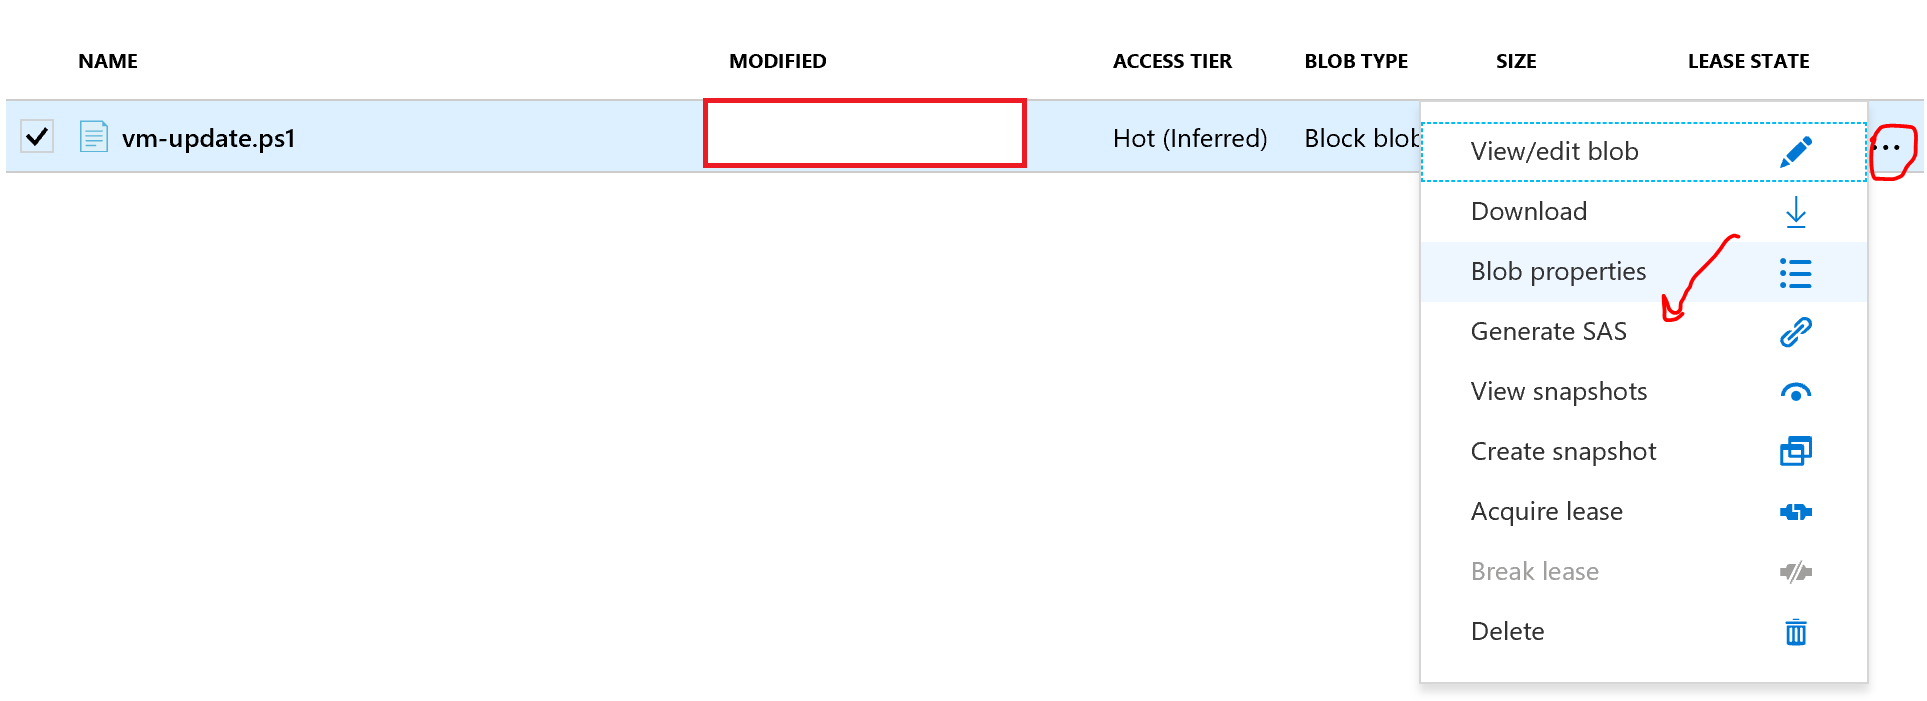 NAME MODIFIED ACCESS TIER BLOB TYPE SIZE LEASE STATE
vm-update.ps1 Hot (Inferred) Block blob
View/edit blob
Download
Blob properties
Generate SAS
View snapshots
Create snapshot
Acquire lease
Break lease
Delete